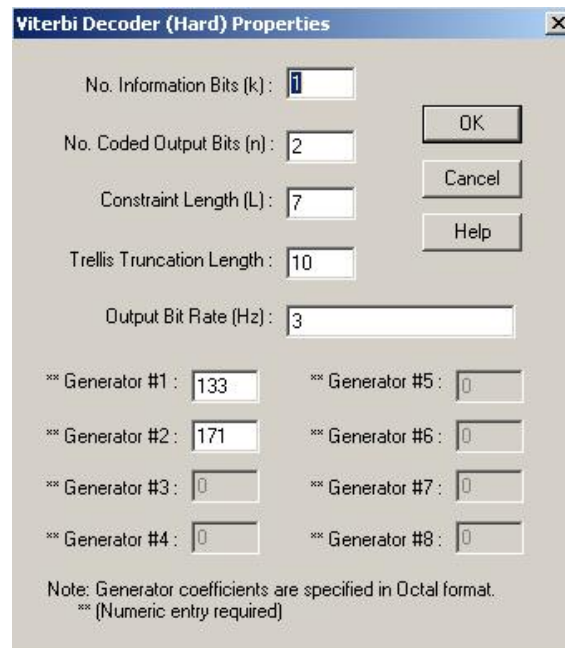 Viterbi Decoder (Hard) Properties
No. Information Bits (k) : 1
OK
No. Coded Output Bits (n) : 2
Cancel
Constraint Length (L) : 7
Help
Trellis Truncation Length : 10
Output Bit Rate (Hz) : 3
** Generator #1 : 133 ** Generator #5 : 0
** Generator #2 : 171 ** Generator #6 : 0
** Generator #3 : 0 ** Generator #7 : 0
** Generator #4 : 0 ** Generator #8 : 0
Note: Generator coefficients are specified in Octal format.
** (Numeric entry required)